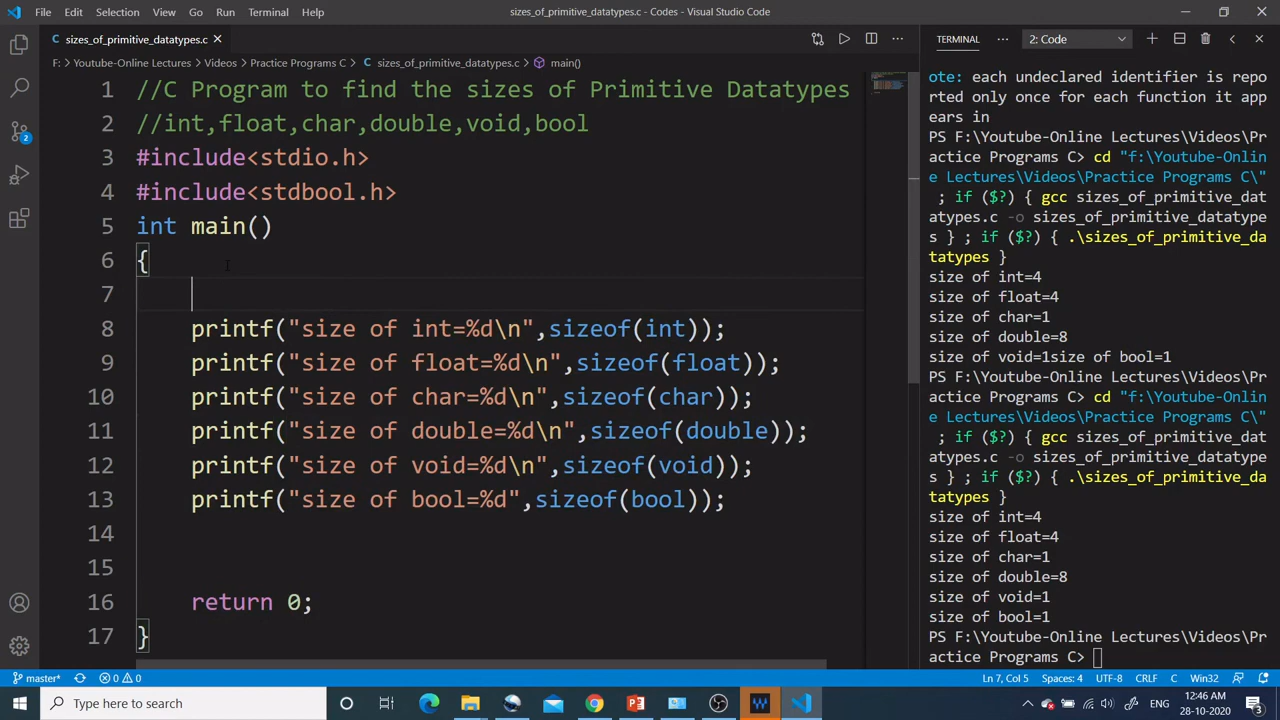 File Edit Selection View Go Run Terminal Help
sizes_of_primitive_datatypes.c - Codes - Visual Studio Code
sizes_of_primitive_datatypes.c
F: > Youtube-Online Lectures > Videos > Practice Programs C > sizes_of_primitive_datatypes.c > main()
1 //C Program to find the sizes of Primitive Datatypes
2 //int,float,char,double,void,bool
3 #include<stdio.h>
4 #include<stdbool.h>
5 int main()
6 {
7
8 printf("size of int=%d\n",sizeof(int));
9 printf("size of float=%d\n",sizeof(float));
10 printf("size of char=%d\n",sizeof(char));
11 printf("size of double=%d\n",sizeof(double));
12 printf("size of void=%d\n",sizeof(void));
13 printf("size of bool=%d",sizeof(bool));
14
15
16 return 0;
17 }
TERMINAL ··· 2: Code
ote: each undeclared identifier is repo
rted only once for each function it app
ears in
PS F:\Youtube-Online Lectures\Videos\Pr
actice Programs C> cd "f:\Youtube-Onlin
e Lectures\Videos\Practice Programs C\"
; if ($?) { gcc sizes_of_primitive_dat
atypes.c -o sizes_of_primitive_datatype
s } ; if ($?) { .\sizes_of_primitive_da
tatypes }
size of int=4
size of float=4
size of char=1
size of double=8
size of void=1size of bool=1
PS F:\Youtube-Online Lectures\Videos\Pr
actice Programs C> cd "f:\Youtube-Onlin
e Lectures\Videos\Practice Programs C\"
; if ($?) { gcc sizes_of_primitive_dat
atypes.c -o sizes_of_primitive_datatype
s } ; if ($?) { .\sizes_of_primitive_da
tatypes }
size of int=4
size of float=4
size of char=1
size of double=8
size of void=1
size of bool=1
PS F:\Youtube-Online Lectures\Videos\Pr
actice Programs C>
2
master* 0 0 Ln 7, Col 5 Spaces: 4 UTF-8 CRLF C Win32
Type here to search
ENG
12:46 AM
28-10-2020
3